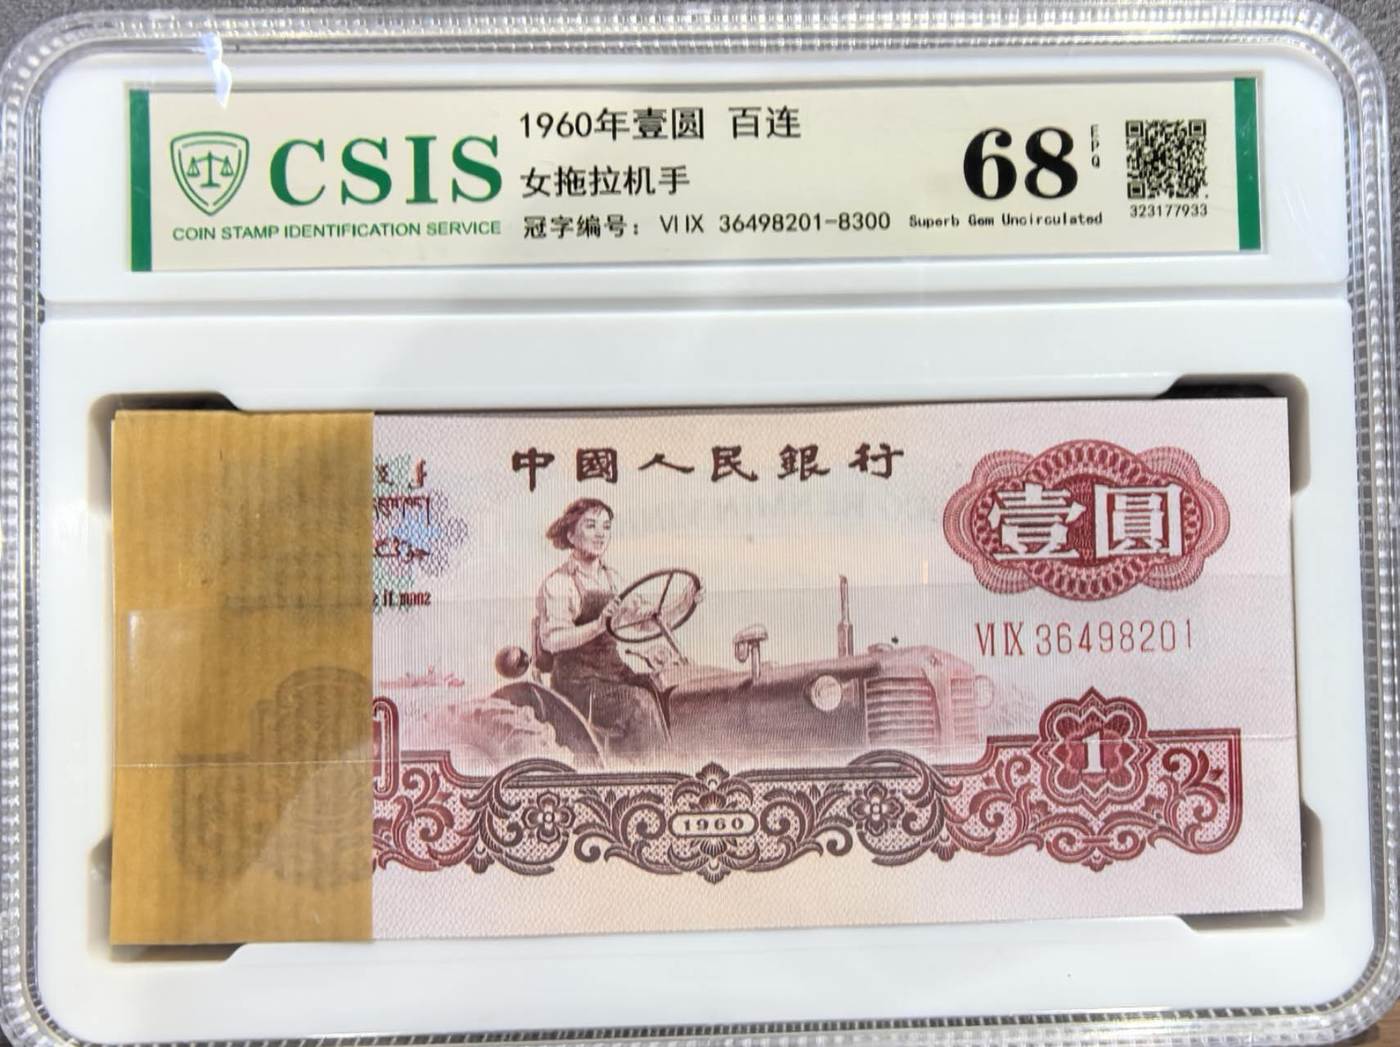 1960年壹圆 百连
CSIS
女拖拉机手
COIN STAMP IDENTIFICATION SERVICE
冠字编号: VI IX 36498201-8300
68
EPQ
Superb Gem Uncirculated
323177933
中國人民銀行
壹圓
VI IX 36498201
1
1960